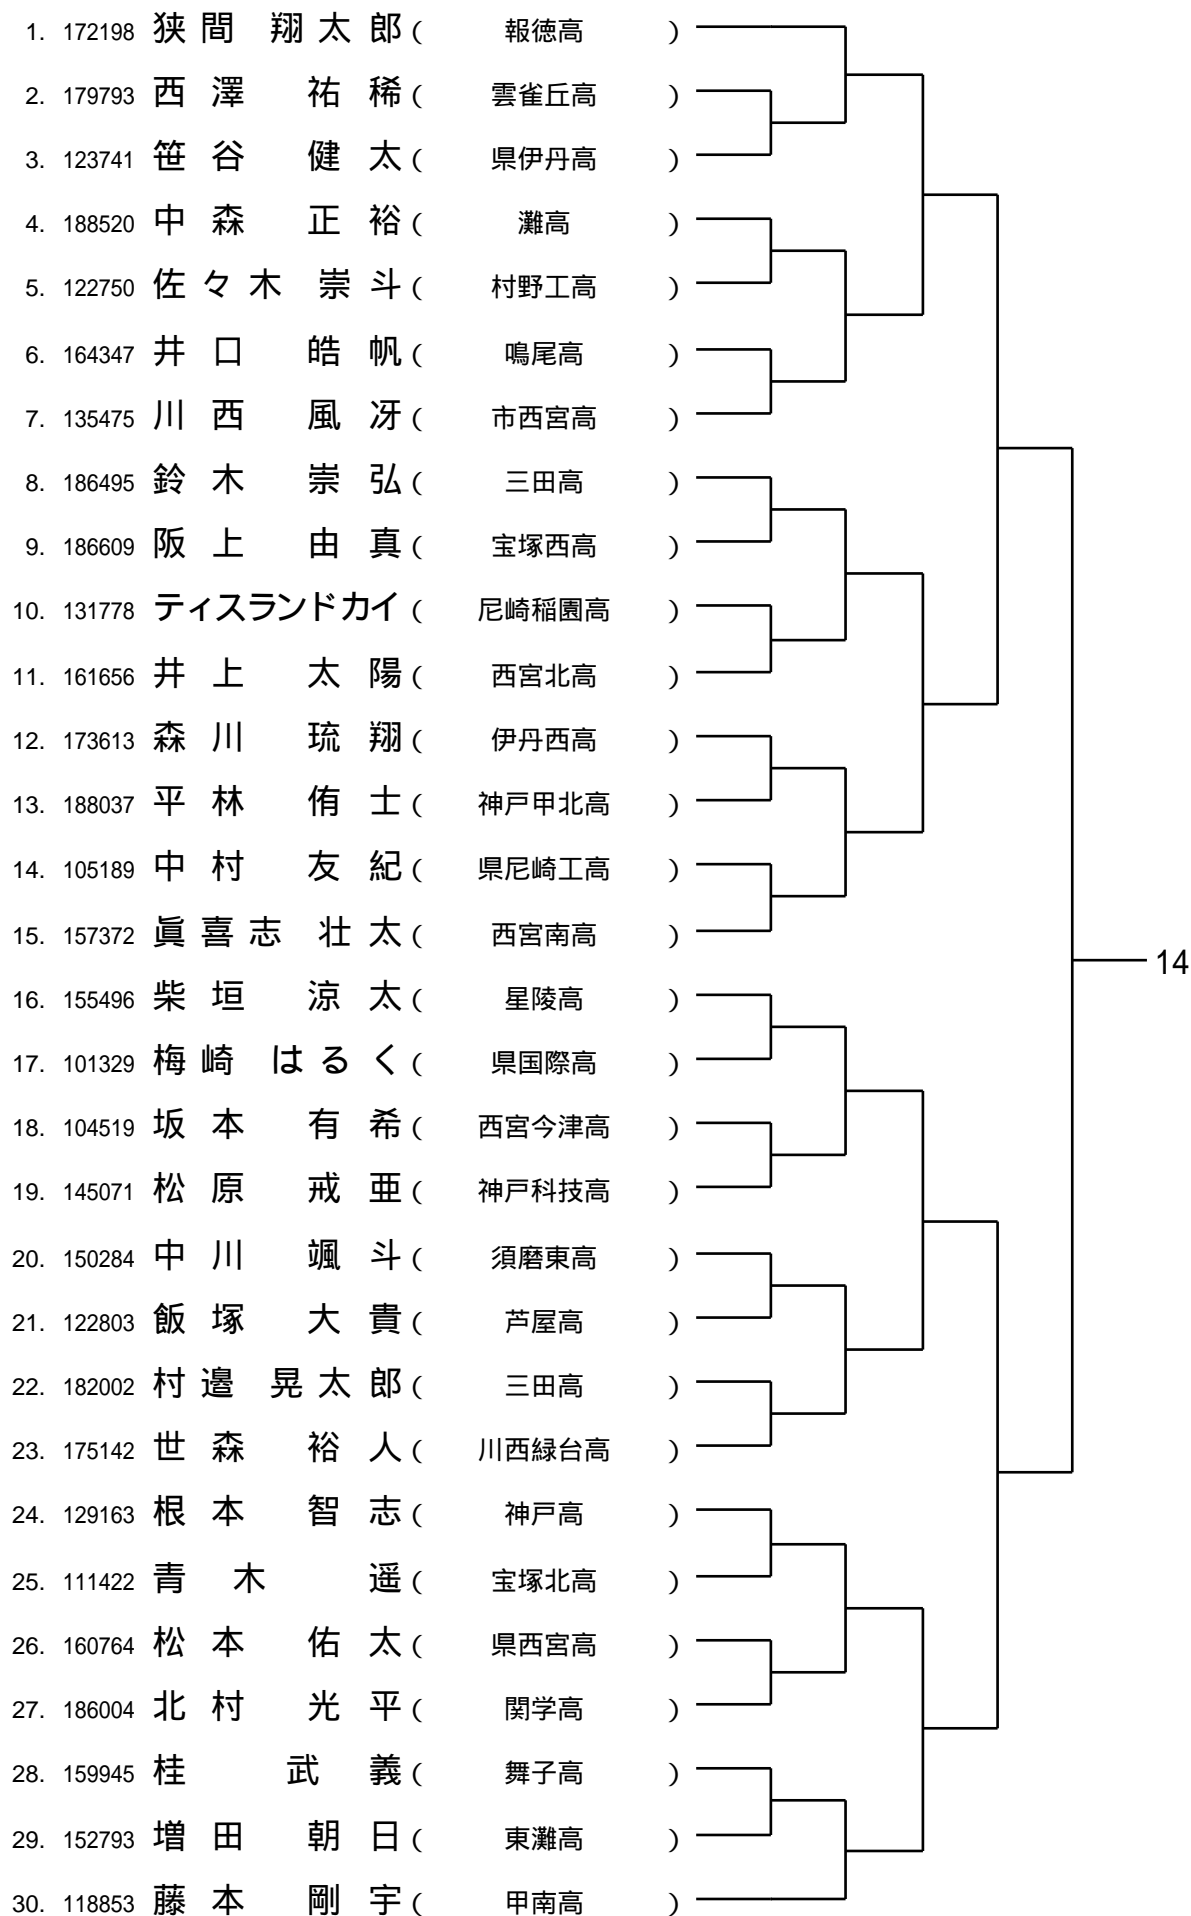 1. 172198 狭間 翔太郎 ( 報徳高 )
2. 179793 西澤 祐稀 ( 雲雀丘高 )
3. 123741 笹谷 健太 ( 県伊丹高 )
4. 188520 中森 正裕 ( 灘高 )
5. 122750 佐々木 崇斗 ( 村野工高 )
6. 164347 井口 皓帆 ( 鳴尾高 )
7. 135475 川西 風冴 ( 市西宮高 )
8. 186495 鈴木 崇弘 ( 三田高 )
9. 186609 阪上 由真 ( 宝塚西高 )
10. 131778 ティスランドカイ ( 尼崎稲園高 )
11. 161656 井上 太陽 ( 西宮北高 )
12. 173613 森川 琉翔 ( 伊丹西高 )
13. 188037 平林 侑士 ( 神戸甲北高 )
14. 105189 中村 友紀 ( 県尼崎工高 )
15. 157372 眞喜志 壮太 ( 西宮南高 )
14
16. 155496 柴垣 涼太 ( 星陵高 )
17. 101329 梅崎 はるく ( 県国際高 )
18. 104519 坂本 有希 ( 西宮今津高 )
19. 145071 松原 戒亜 ( 神戸科技高 )
20. 150284 中川 颯斗 ( 須磨東高 )
21. 122803 飯塚 大貴 ( 芦屋高 )
22. 182002 村邉 晃太郎 ( 三田高 )
23. 175142 世森 裕人 ( 川西緑台高 )
24. 129163 根本 智志 ( 神戸高 )
25. 111422 青木 遥 ( 宝塚北高 )
26. 160764 松本 佑太 ( 県西宮高 )
27. 186004 北村 光平 ( 関学高 )
28. 159945 桂 武義 ( 舞子高 )
29. 152793 増田 朝日 ( 東灘高 )
30. 118853 藤本 剛宇 ( 甲南高 )